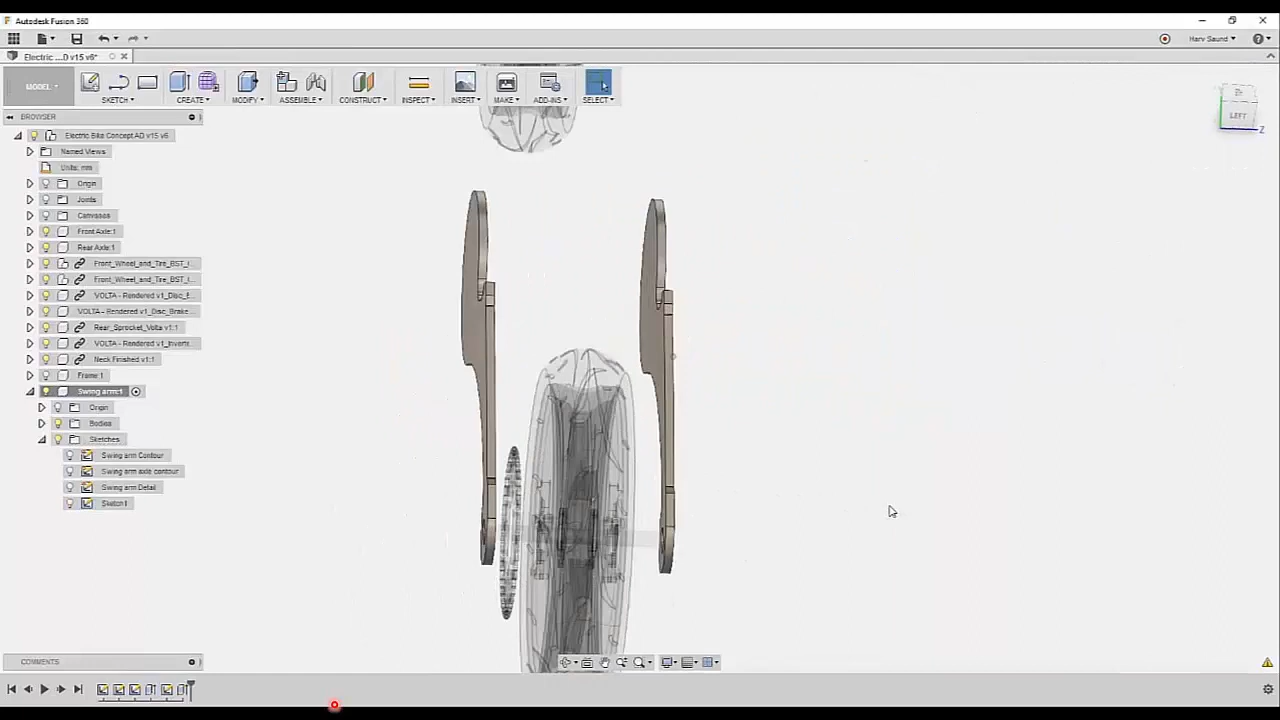 Autodesk Fusion 360
Harv Saund
Electric ...D v15 v6*
MODEL
SKETCH
CREATE
MODIFY
ASSEMBLE
CONSTRUCT
INSPECT
INSERT
MAKE
ADD-INS
SELECT
BROWSER
LEFT
Z
Electric Bike Concept AD v15 v6
Named Views
Units: mm
Origin
Joints
Canvases
Front Axle:1
Rear Axle:1
Front_Wheel_and_Tire_BST_(...
Front_Wheel_and_Tire_BST_(...
VOLTA - Rendered v1_Disc_B...
VOLTA - Rendered v1_Disc_Brake...
Rear_Sprocket_Volta v1:1
VOLTA - Rendered v1_Inverte...
Neck Finished v1:1
Frame:1
Swing arm:1
Origin
Bodies
Sketches
Swing arm Contour
Swing arm axle contour
Swing arm Detail
Sketch1
COMMENTS